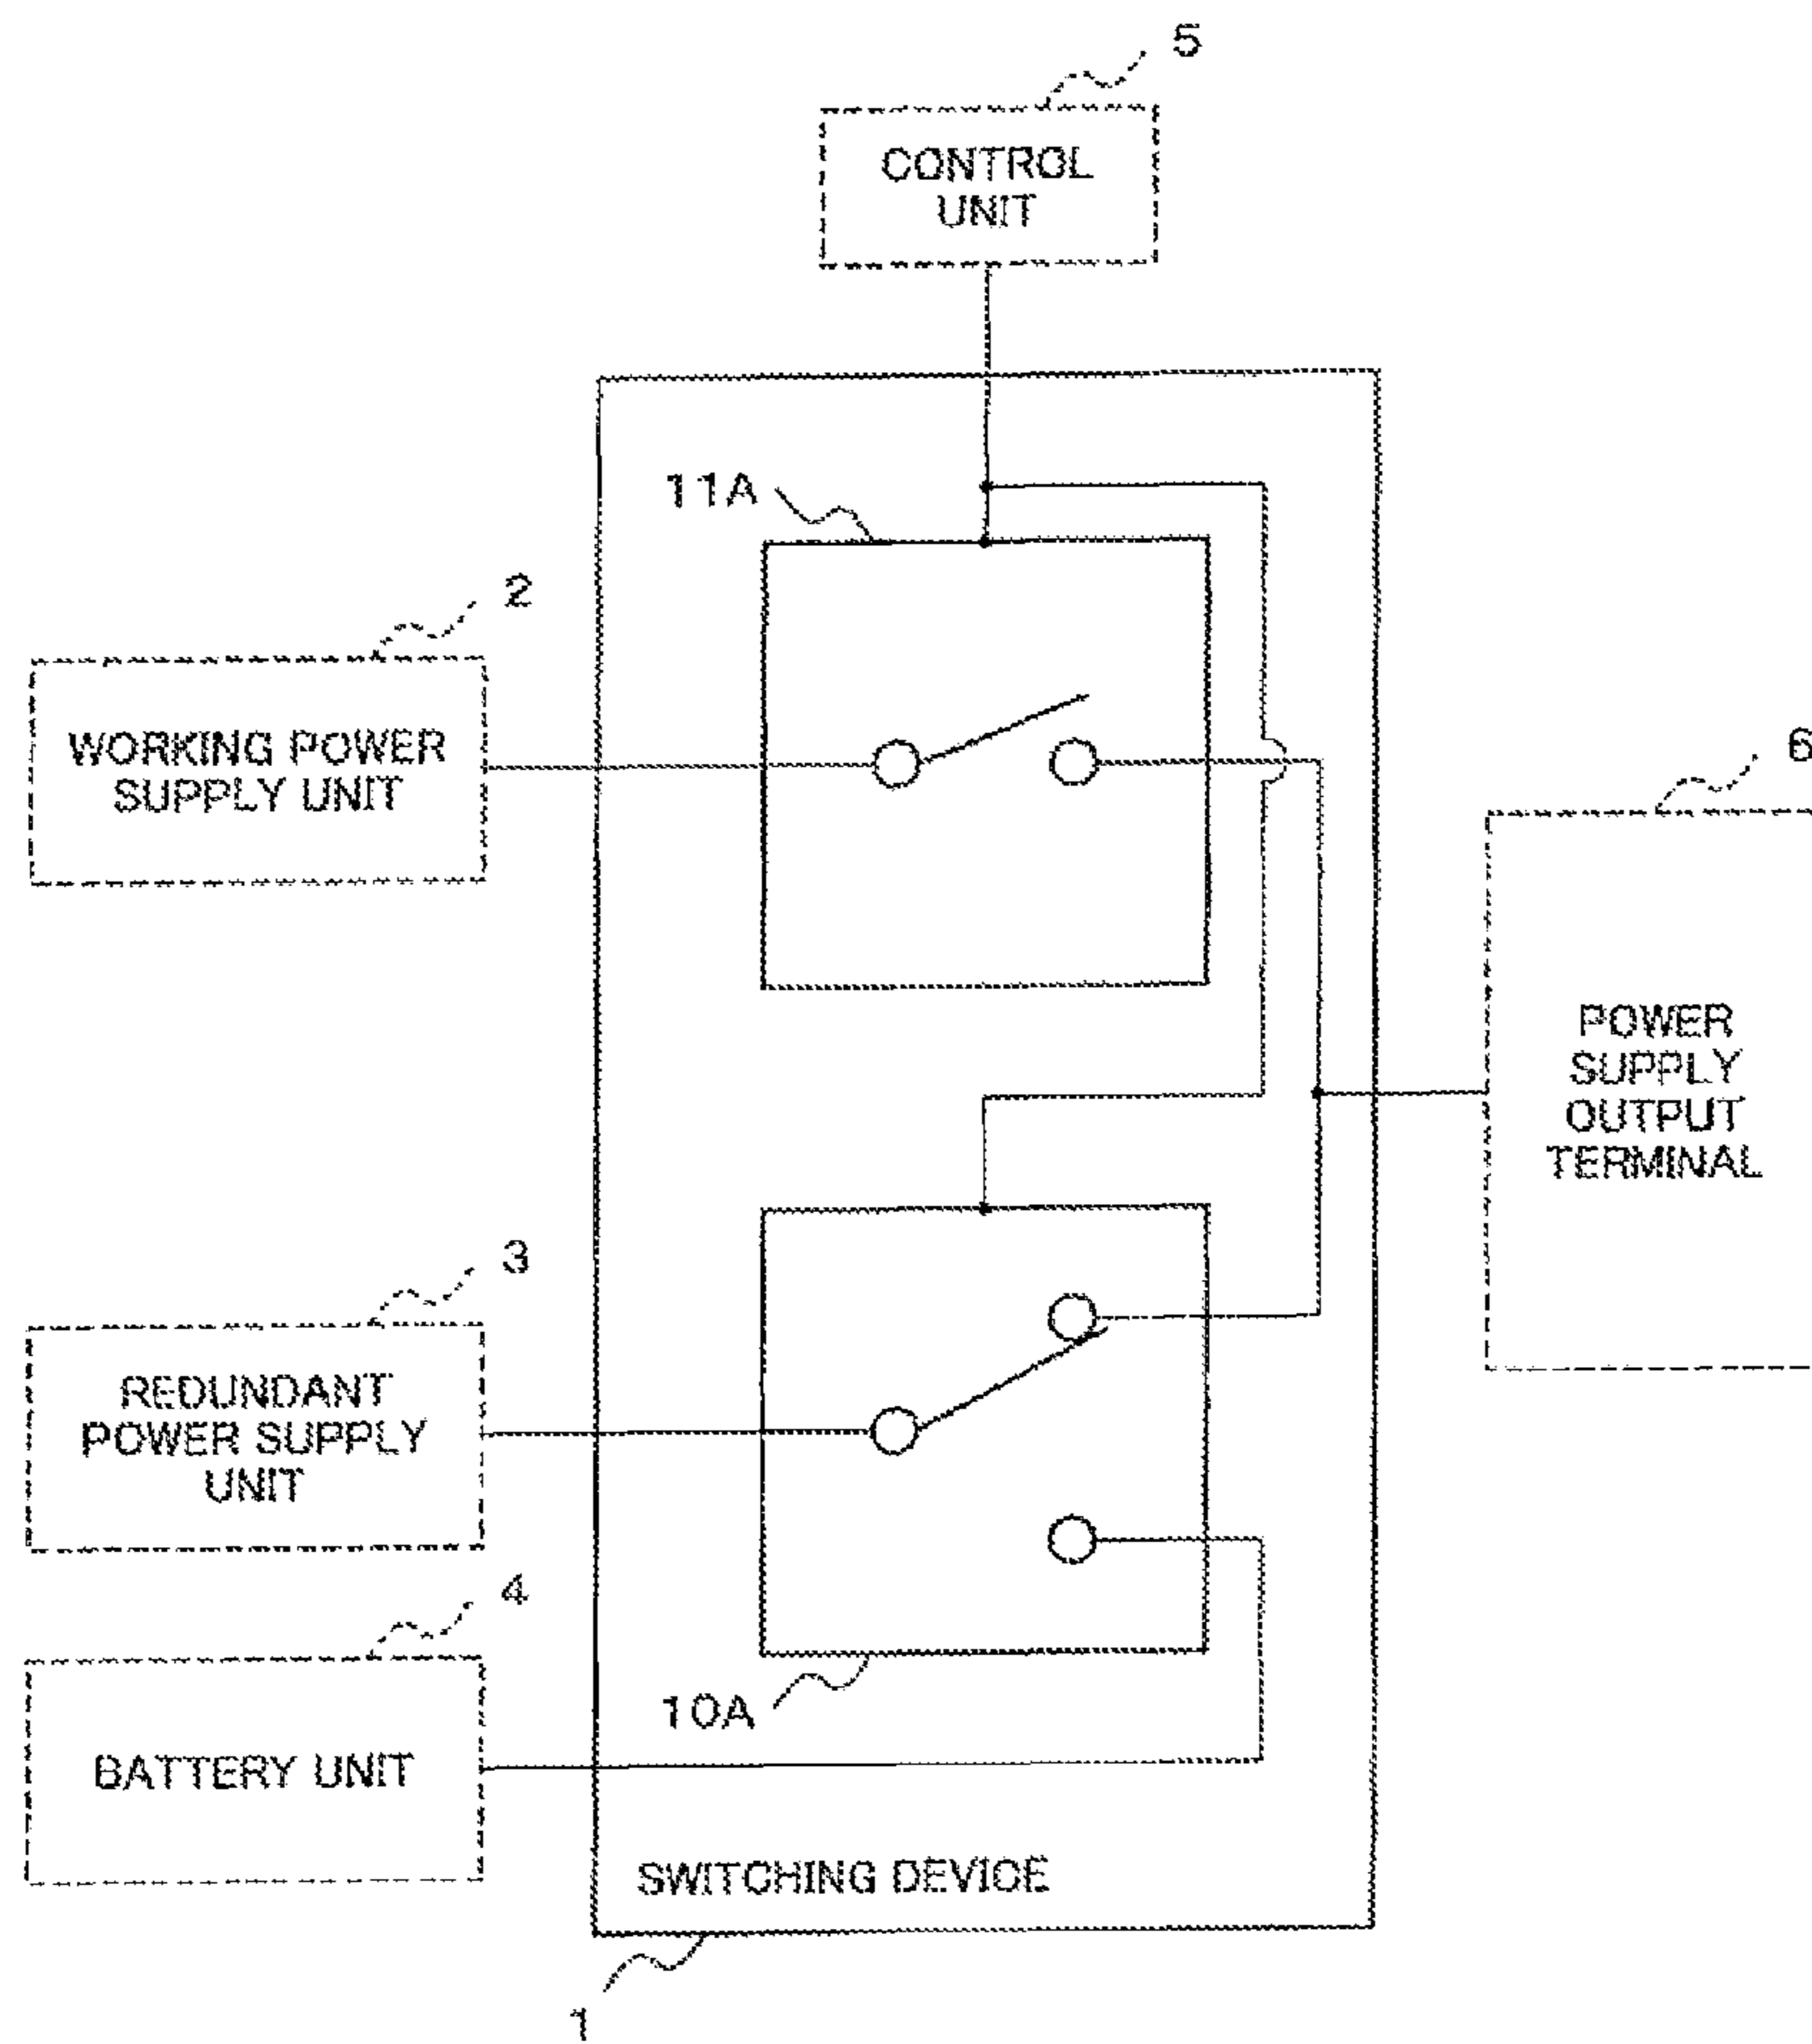 5
CONTROL
UNIT
11A
2
WORKING POWER
SUPPLY UNIT
6
POWER
SUPPLY
OUTPUT
TERMINAL
3
REDUNDANT
POWER SUPPLY
UNIT
4
10A
BATTERY UNIT
SWITCHING DEVICE
1